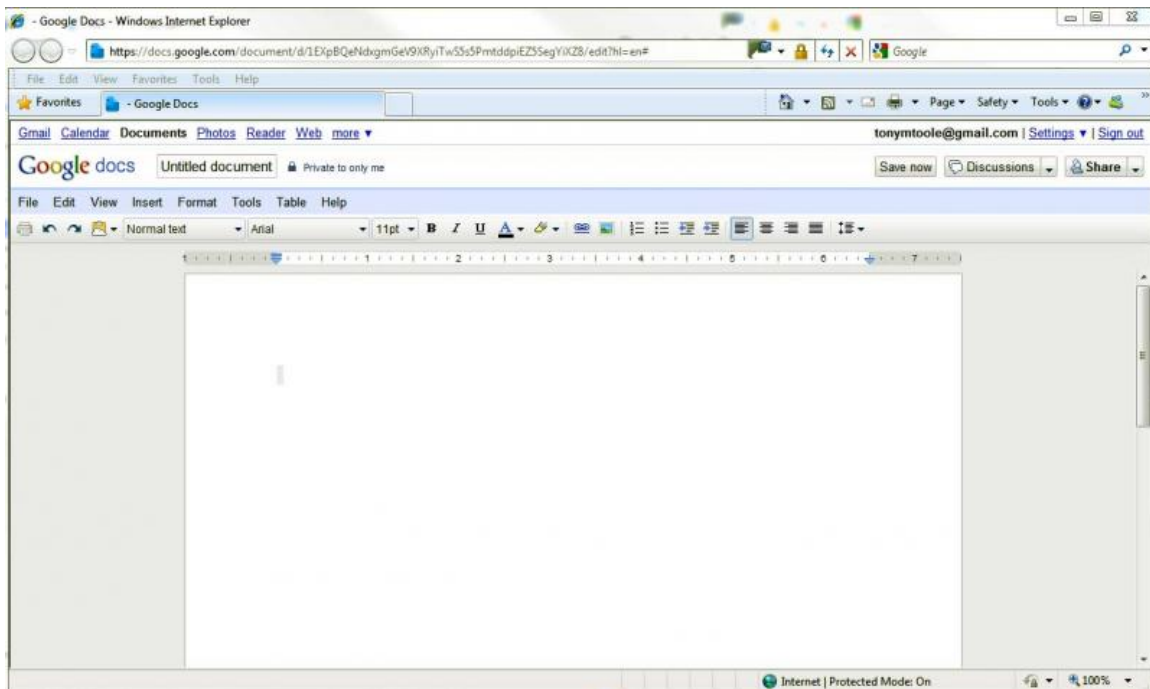 - Google Docs - Windows Internet Explorer
https://docs.google.com/document/d/1EXpBQeNdxgmGeV9XRyiTwS5s5PmtddpiEZ5SegYiXZ8/edit?hl=en# Google
File Edit View Favorites Tools Help
Favorites - Google Docs Page Safety Tools
Gmail Calendar Documents Photos Reader Web more tonymtoole@gmail.com | Settings | Sign out
Google docs Untitled document Private to only me Save now Discussions Share
File Edit View Insert Format Tools Table Help
Normal text Arial 11pt B I U A
1 1 2 3 4 5 6 7
Internet | Protected Mode: On 100%